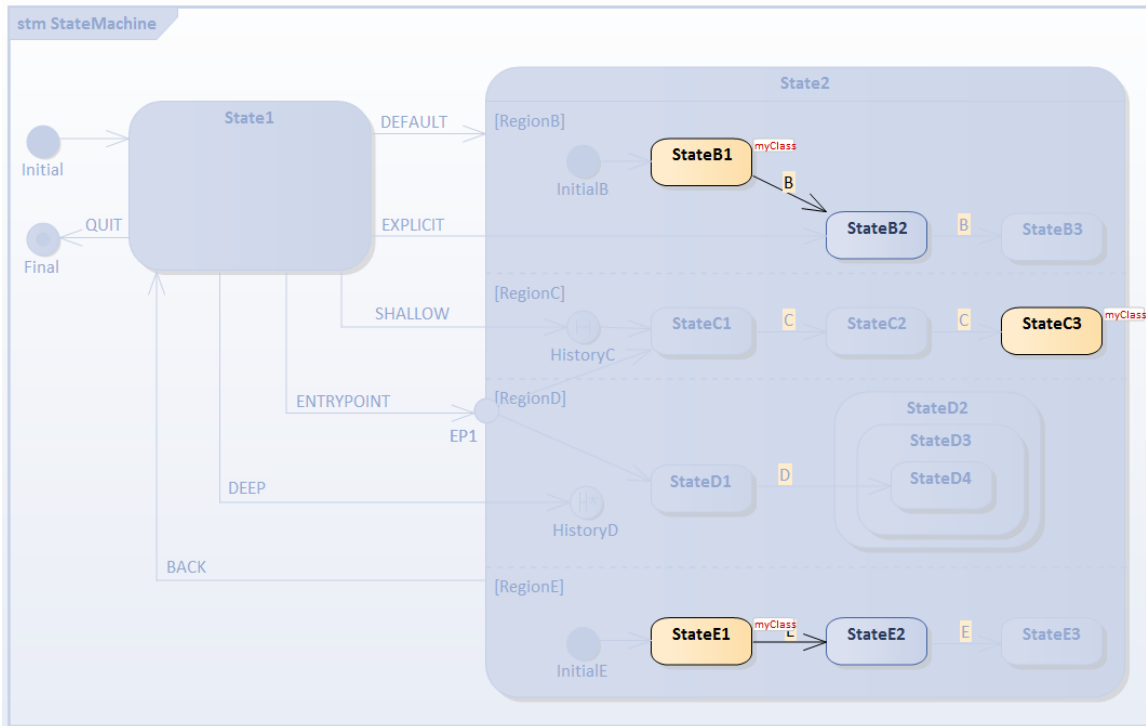 stm StateMachine
State2
State1
DEFAULT
[RegionB]
StateB1
myClass
Initial
InitialB
B
QUIT
EXPLICIT
StateB2
B
StateB3
Final
[RegionC]
SHALLOW
H
StateC1
C
StateC2
C
StateC3
myClass
HistoryC
ENTRYPOINT
[RegionD]
StateD2
EP1
StateD3
StateD1
D
StateD4
DEEP
H*
HistoryD
BACK
[RegionE]
StateE1
myClass
StateE2
E
StateE3
InitialE